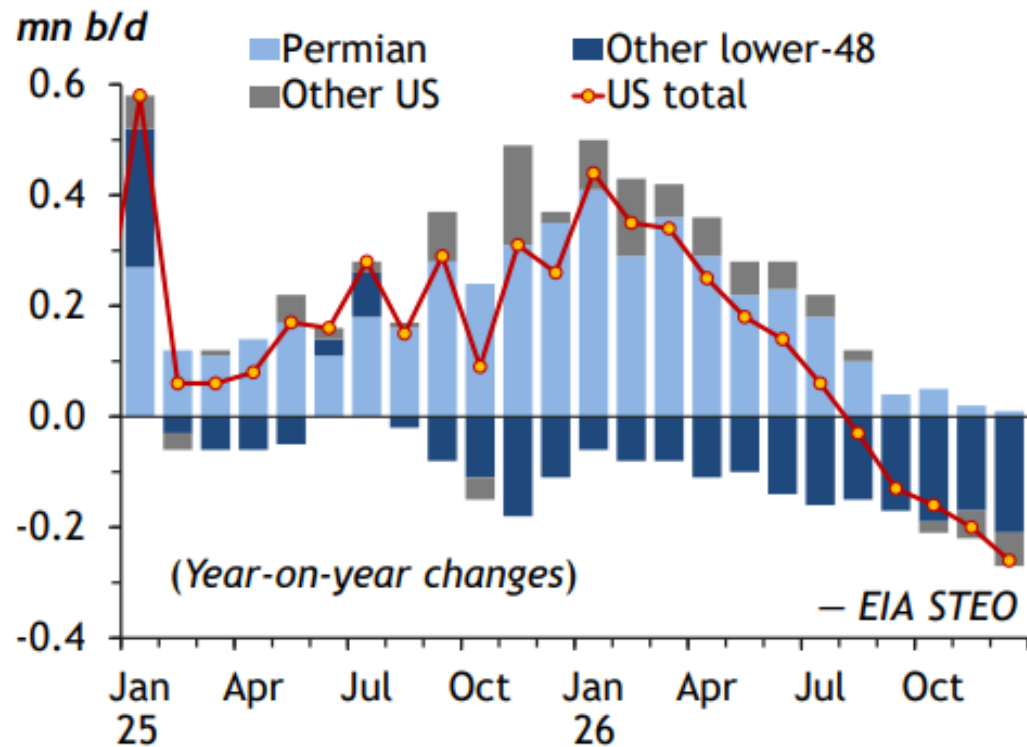 mn b/d
Permian
Other lower-48
Other US
US total
0.6
0.4
0.2
0.0
-0.2
-0.4
(Year-on-year changes)
— EIA STEO
Jan Apr Jul Oct Jan Apr Jul Oct
25 26